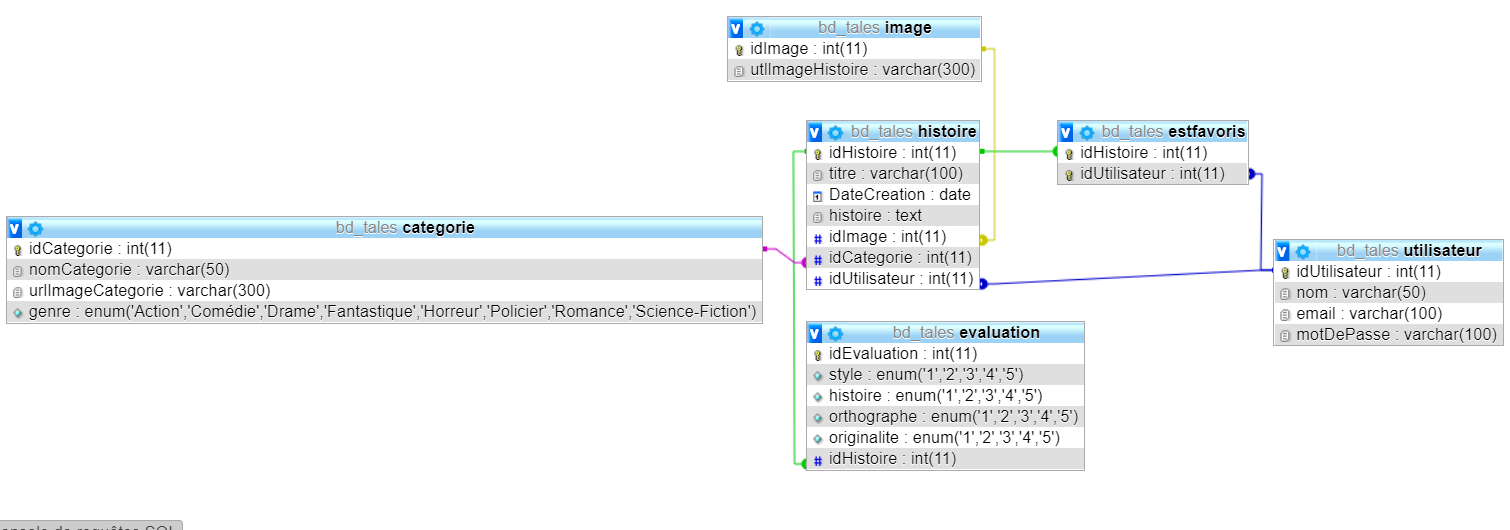 bd_tales image
idImage : int(11)
utlImageHistoire : varchar(300)
bd_tales histoire
idHistoire : int(11)
titre : varchar(100)
DateCreation : date
histoire : text
idImage : int(11)
idCategorie : int(11)
idUtilisateur : int(11)
bd_tales estfavoris
idHistoire : int(11)
idUtilisateur : int(11)
bd_tales categorie
idCategorie : int(11)
nomCategorie : varchar(50)
urlImageCategorie : varchar(300)
genre : enum('Action','Comédie','Drame','Fantastique','Horreur','Policier','Romance','Science-Fiction')
bd_tales utilisateur
idUtilisateur : int(11)
nom : varchar(50)
email : varchar(100)
motDePasse : varchar(100)
bd_tales evaluation
idEvaluation : int(11)
style : enum('1','2','3','4','5')
histoire : enum('1','2','3','4','5')
orthographe : enum('1','2','3','4','5')
originalite : enum('1','2','3','4','5')
idHistoire : int(11)
de requêtes SQL